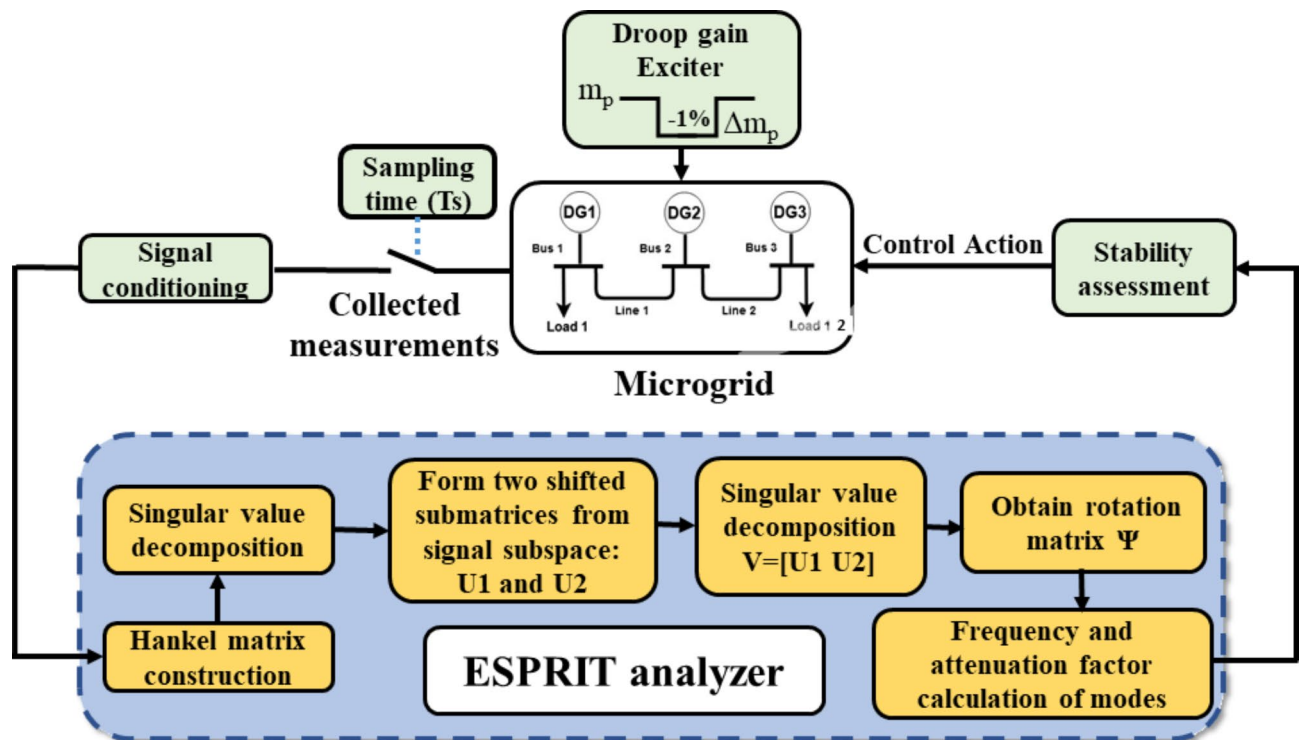 Droop gain
Exciter
mp
-1%
Δmp
Sampling
time (Ts)
DG1
DG2
DG3
Bus 1
Bus 2
Bus 3
Line 1
Line 2
Load 1
Load 1 2
Signal
conditioning
Collected
measurements
Microgrid
Control Action
Stability
assessment
Singular value
decomposition
Form two shifted
submatrices from
signal subspace:
U1 and U2
Singular value
decomposition
V=[U1 U2]
Obtain rotation
matrix Ψ
Hankel matrix
construction
ESPRIT analyzer
Frequency and
attenuation factor
calculation of modes